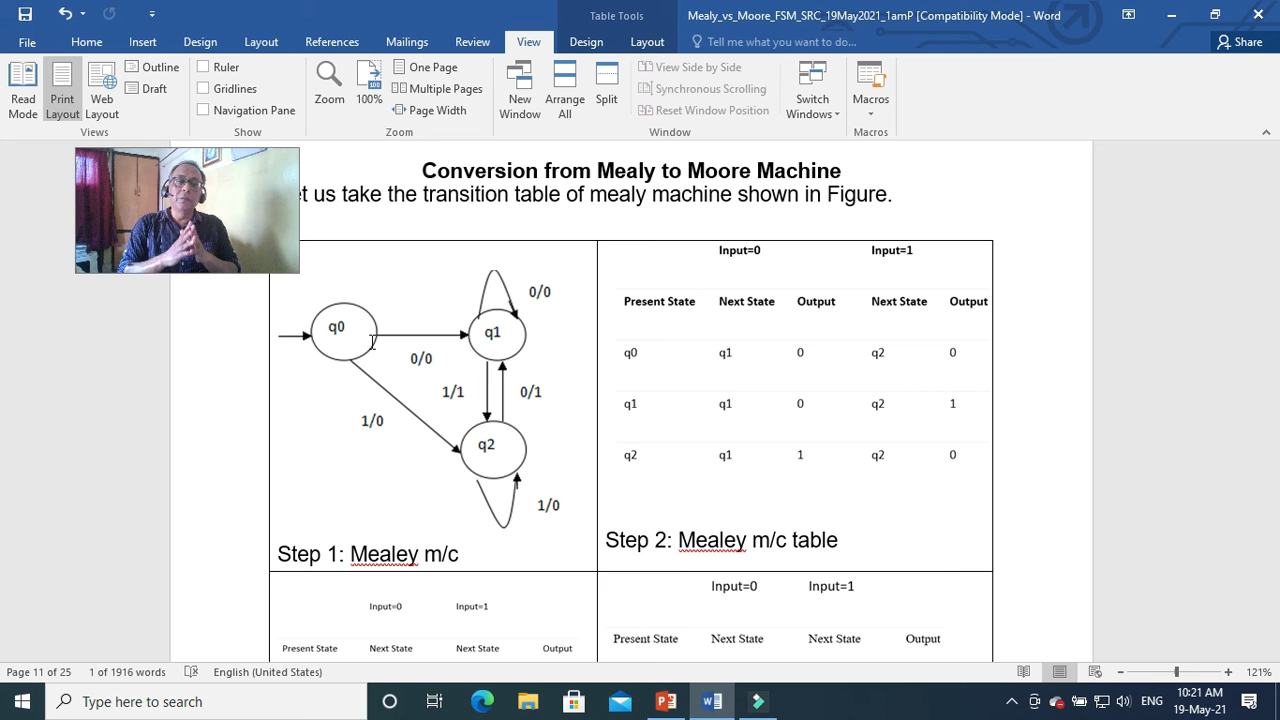 Table Tools
Mealy_vs_Moore_FSM_SRC_19May2021_1amP [Compatibility Mode] - Word
File Home Insert Design Layout References Mailings Review View Design Layout Tell me what you want to do... Share
Read Mode
Print Layout
Web Layout
Outline
Draft
Views
Ruler
Gridlines
Navigation Pane
Show
Zoom
100%
One Page
Multiple Pages
Page Width
Zoom
New Window
Arrange All
Split
View Side by Side
Synchronous Scrolling
Reset Window Position
Window
Switch Windows
Macros
Macros
Conversion from Mealy to Moore Machine
et us take the transition table of mealy machine shown in Figure.
q0
q1
q2
0/0
0/0
1/1
0/1
1/0
1/0
Step 1: Mealey m/c
Input=0 Input=1
Present State Next State Output Next State Output
q0 q1 0 q2 0
q1 q1 0 q2 1
q2 q1 1 q2 0
Step 2: Mealey m/c table
Input=0 Input=1
Present State Next State Next State Output
Input=0 Input=1
Present State Next State Next State Output
Page 11 of 25 1 of 1916 words English (United States) 121%
Type here to search
ENG
10:21 AM
19-May-21